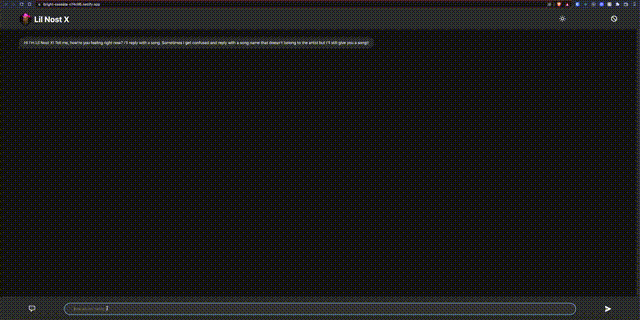 Lil Nost X
Hi I'm Lil Nost X! Tell me, how're you feeling right now? I'll reply with a song. Sometimes I get confused and reply with a song name that doesn't belong to the artist but I'll still give you a song!!